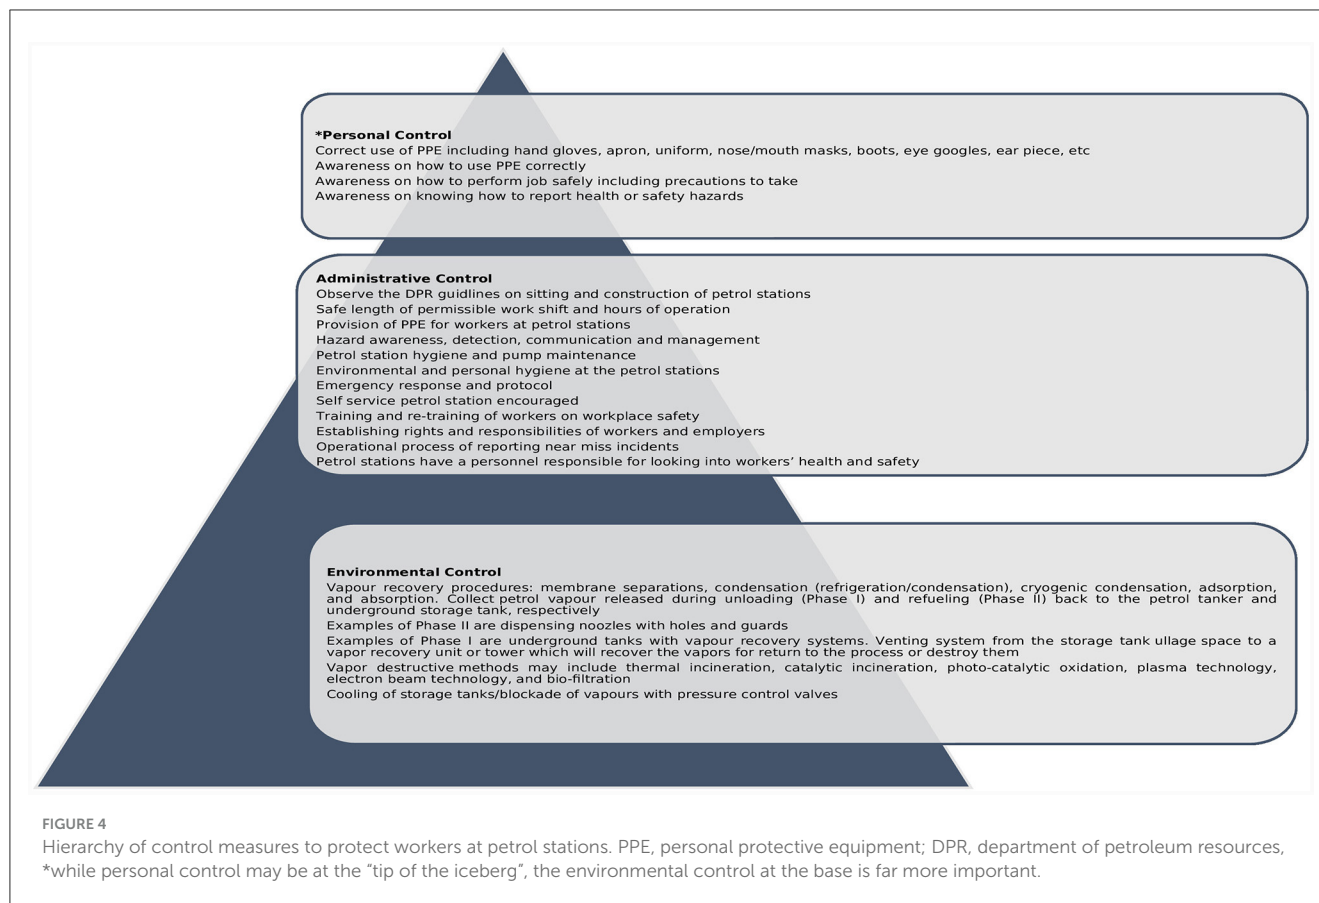 *Personal Control
Correct use of PPE including hand gloves, apron, uniform, nose/mouth masks, boots, eye googles, ear piece, etc
Awareness on how to use PPE correctly
Awareness on how to perform job safely including precautions to take
Awareness on knowing how to report health or safety hazards
Administrative Control
Observe the DPR guidlines on sitting and construction of petrol stations
Safe length of permissible work shift and hours of operation
Provision of PPE for workers at petrol stations
Hazard awareness, detection, communication and management
Petrol station hygiene and pump maintenance
Environmental and personal hygiene at the petrol stations
Emergency response and protocol
Self service petrol station encouraged
Training and re-training of workers on workplace safety
Establishing rights and responsibilities of workers and employers
Operational process of reporting near miss incidents
Petrol stations have a personnel responsible for looking into workers’ health and safety
Environmental Control
Vapour recovery procedures: membrane separations, condensation (refrigeration/condensation), cryogenic condensation, adsorption,
and absorption. Collect petrol vapour released during unloading (Phase I) and refueling (Phase II) back to the petrol tanker and
underground storage tank, respectively
Examples of Phase II are dispensing nozzles with holes and guards
Examples of Phase I are underground tanks with vapour recovery systems. Venting system from the storage tank ullage space to a
vapor recovery unit or tower which will recover the vapors for return to the process or destroy them
Vapor destructive methods may include thermal incineration, catalytic incineration, photo-catalytic oxidation, plasma technology,
electron beam technology, and bio-filtration
Cooling of storage tanks/blockade of vapours with pressure control valves
FIGURE 4
Hierarchy of control measures to protect workers at petrol stations. PPE, personal protective equipment; DPR, department of petroleum resources,
*while personal control may be at the “tip of the iceberg”, the environmental control at the base is far more important.